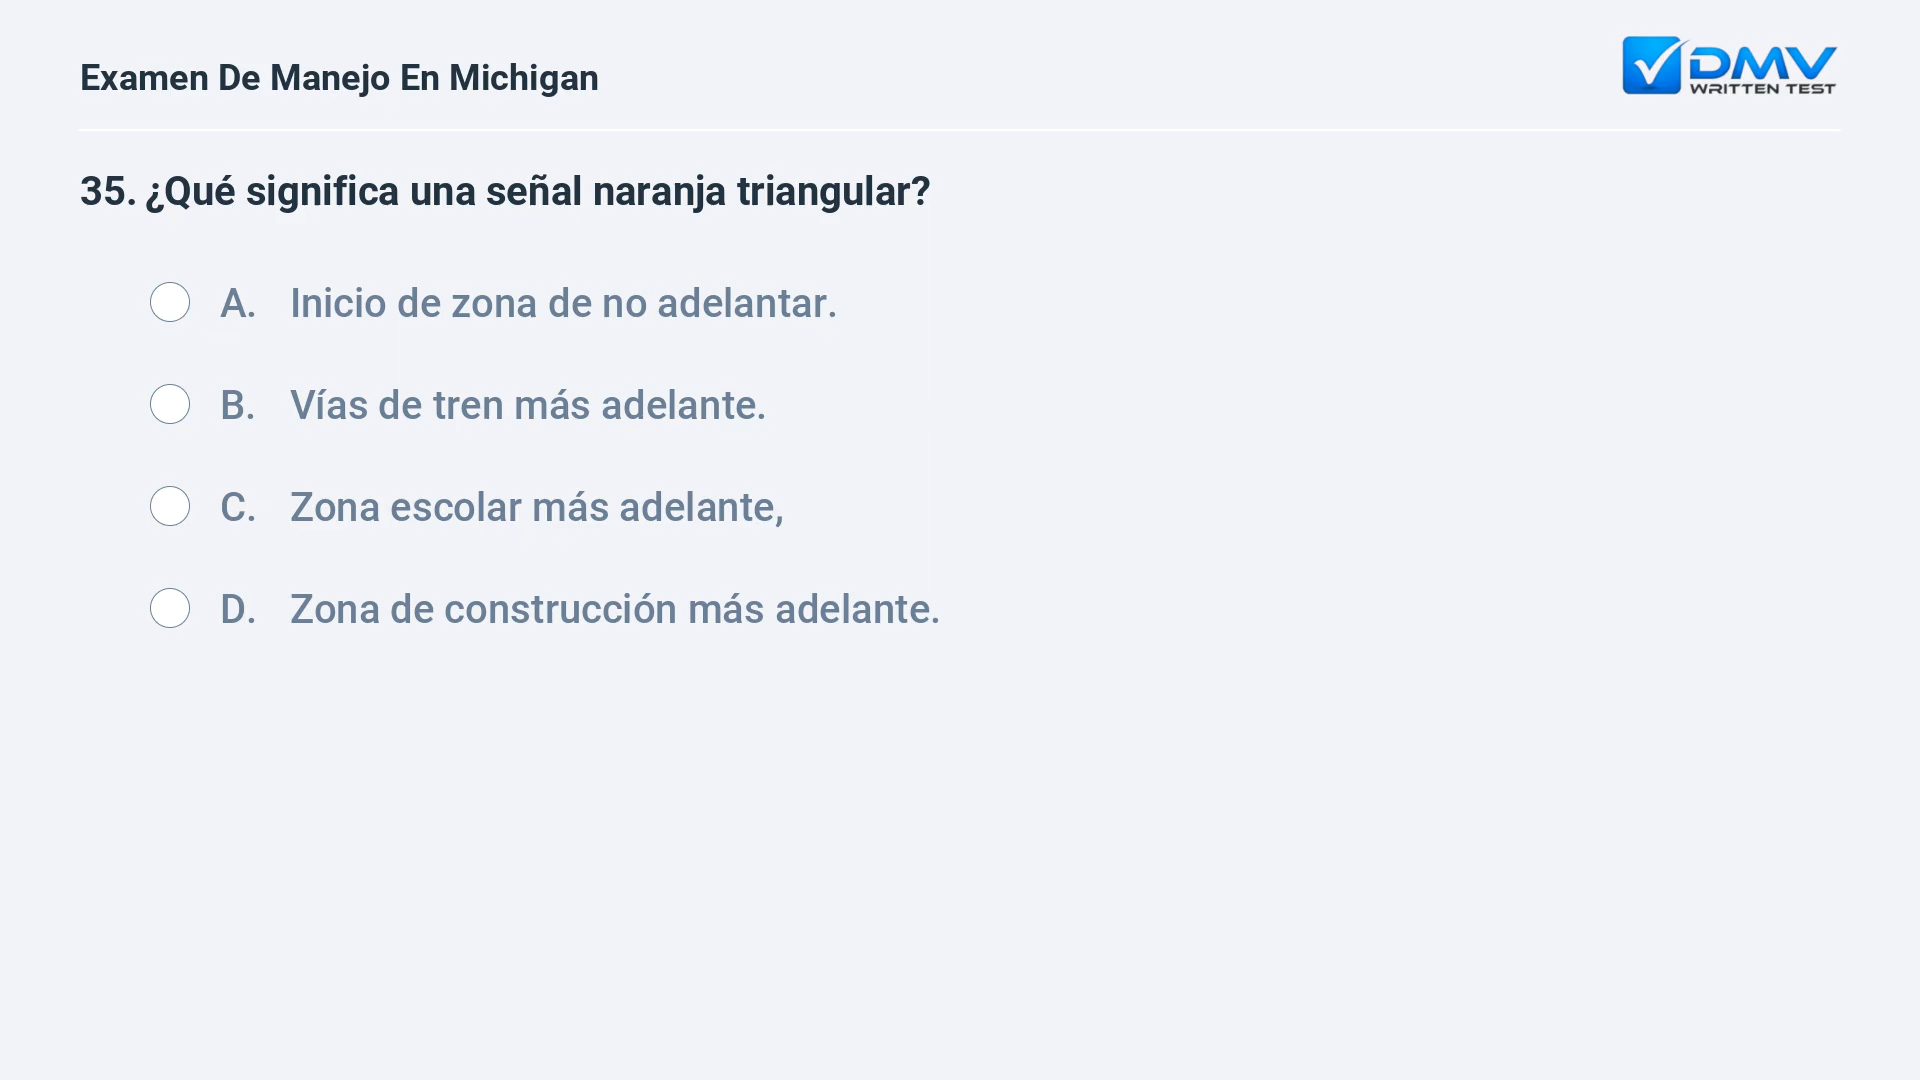 Examen De Manejo En Michigan
DMV
WRITTEN TEST
35. ¿Qué significa una señal naranja triangular?
A. Inicio de zona de no adelantar.
B. Vías de tren más adelante.
C. Zona escolar más adelante,
D. Zona de construcción más adelante.